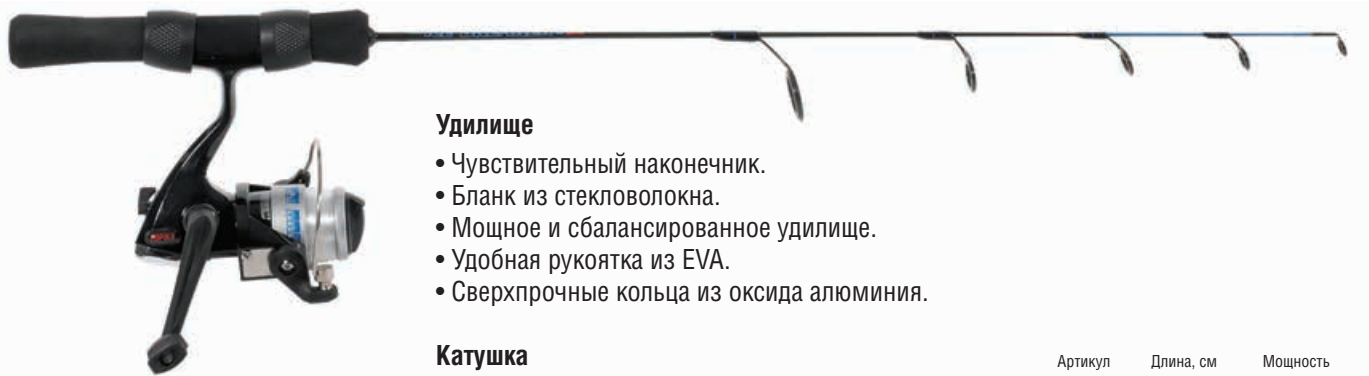 Удилище
• Чувствительный наконечник.
• Бланк из стекловолокна.
• Мощное и сбалансированное удилище.
• Удобная рукоятка из EVA.
• Сверхпрочные кольца из оксида алюминия.
Катушка
Артикул Длина, см Мощность